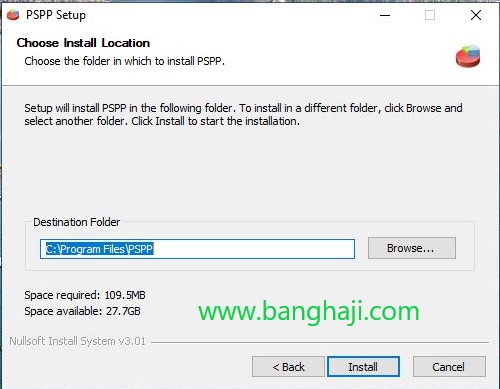 PSPP Setup
Choose Install Location
Choose the folder in which to install PSPP.
Setup will install PSPP in the following folder. To install in a different folder, click Browse and
select another folder. Click Install to start the installation.
Destination Folder
C:\Program Files\PSPP
Browse...
Space required: 109.5MB
Space available: 27.7GB
www.banghaji.com
Nullsoft Install System v3.01
< Back
Install
Cancel